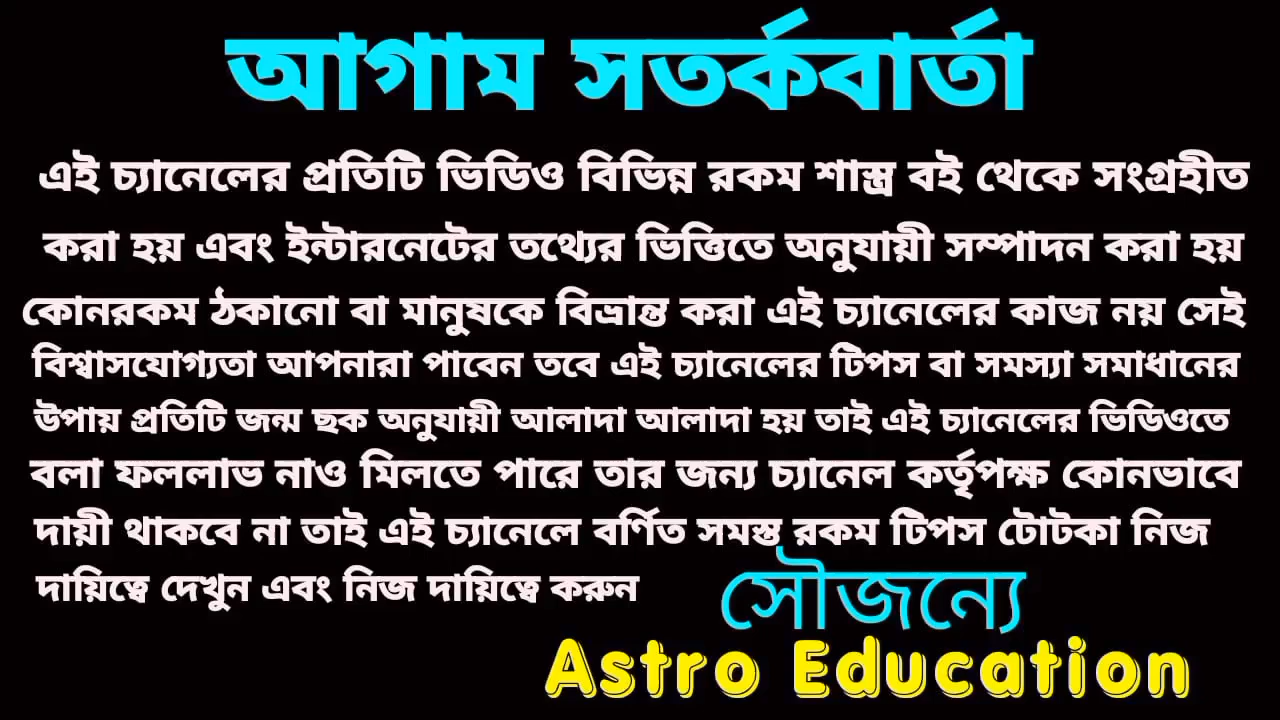 আগাম সতর্কবার্তা
এই চ্যানেলের প্রতিটি ভিডিও বিভিন্ন রকম শাস্ত্র বই থেকে সংগ্রহীত
করা হয় এবং ইন্টারনেটের তথ্যের ভিত্তিতে অনুযায়ী সম্পাদন করা হয়
কোনরকম ঠকানো বা মানুষকে বিভ্রান্ত করা এই চ্যানেলের কাজ নয় সেই
বিশ্বাসযোগ্যতা আপনারা পাবেন তবে এই চ্যানেলের টিপস বা সমস্যা সমাধানের
উপায় প্রতিটি জন্ম ছক অনুযায়ী আলাদা আলাদা হয় তাই এই চ্যানেলের ভিডিওতে
বলা ফললাভ নাও মিলতে পারে তার জন্য চ্যানেল কর্তৃপক্ষ কোনভাবে
দায়ী থাকবে না তাই এই চ্যানেলে বর্ণিত সমস্ত রকম টিপস টোটকা নিজ
দায়িত্বে দেখুন এবং নিজ দায়িত্বে করুন
সৌজন্যে
Astro Education